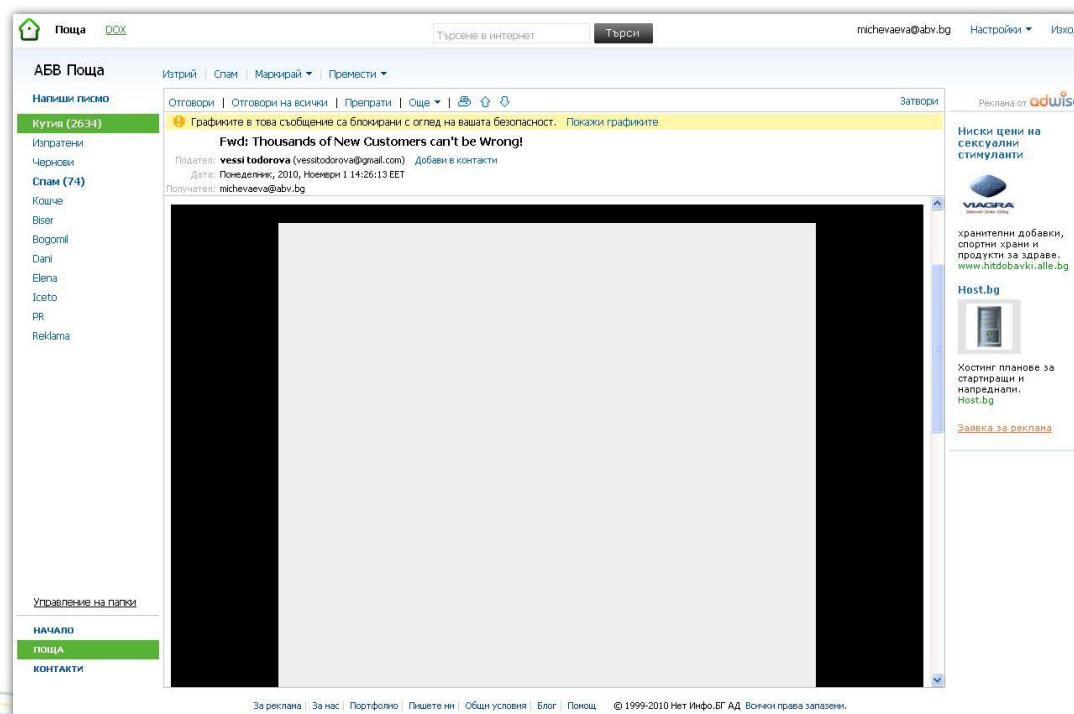 Поща DOX Търсене в интернет Търси michevaeva@abv.bg Настройки Изход
АБВ Поща
Изтрий | Спам | Маркирай | Премести
Напиши писмо
Кутия (2634)
Изпратени
Чернови
Спам (74)
Кошче
Biser
Bogomil
Dani
Elena
Iceto
PR
Reklama
Управление на папки
НАЧАЛО
ПОЩА
КОНТАКТИ
Отговори | Отговори на всички | Препрати | Още | Затвори
Графиките в това съобщение са блокирани с оглед на вашата безопасност. Покажи графиките
Fwd: Thousands of New Customers can't be Wrong!
Подател: vessi todorova (vessitodorova@gmail.com) Добави в контакти
Дата: Понеделник, 2010, Ноември 1 14:26:13 EET
Получател: michevaeva@abv.bg
Реклама от adwise
Ниски цени на
сексуални
стимуланти
VIAGRA
хранителни добавки,
спортни храни и
продукти за здраве.
www.hitdobavki.alle.bg
Host.bg
Хостинг планове за
стартиращи и
напреднали.
Host.bg
Заявка за реклама
За реклама | За нас | Портфолио | Пишете ни | Общи условия | Блог | Помощ © 1999-2010 Нет Инфо.БГ АД Всички права запазени.